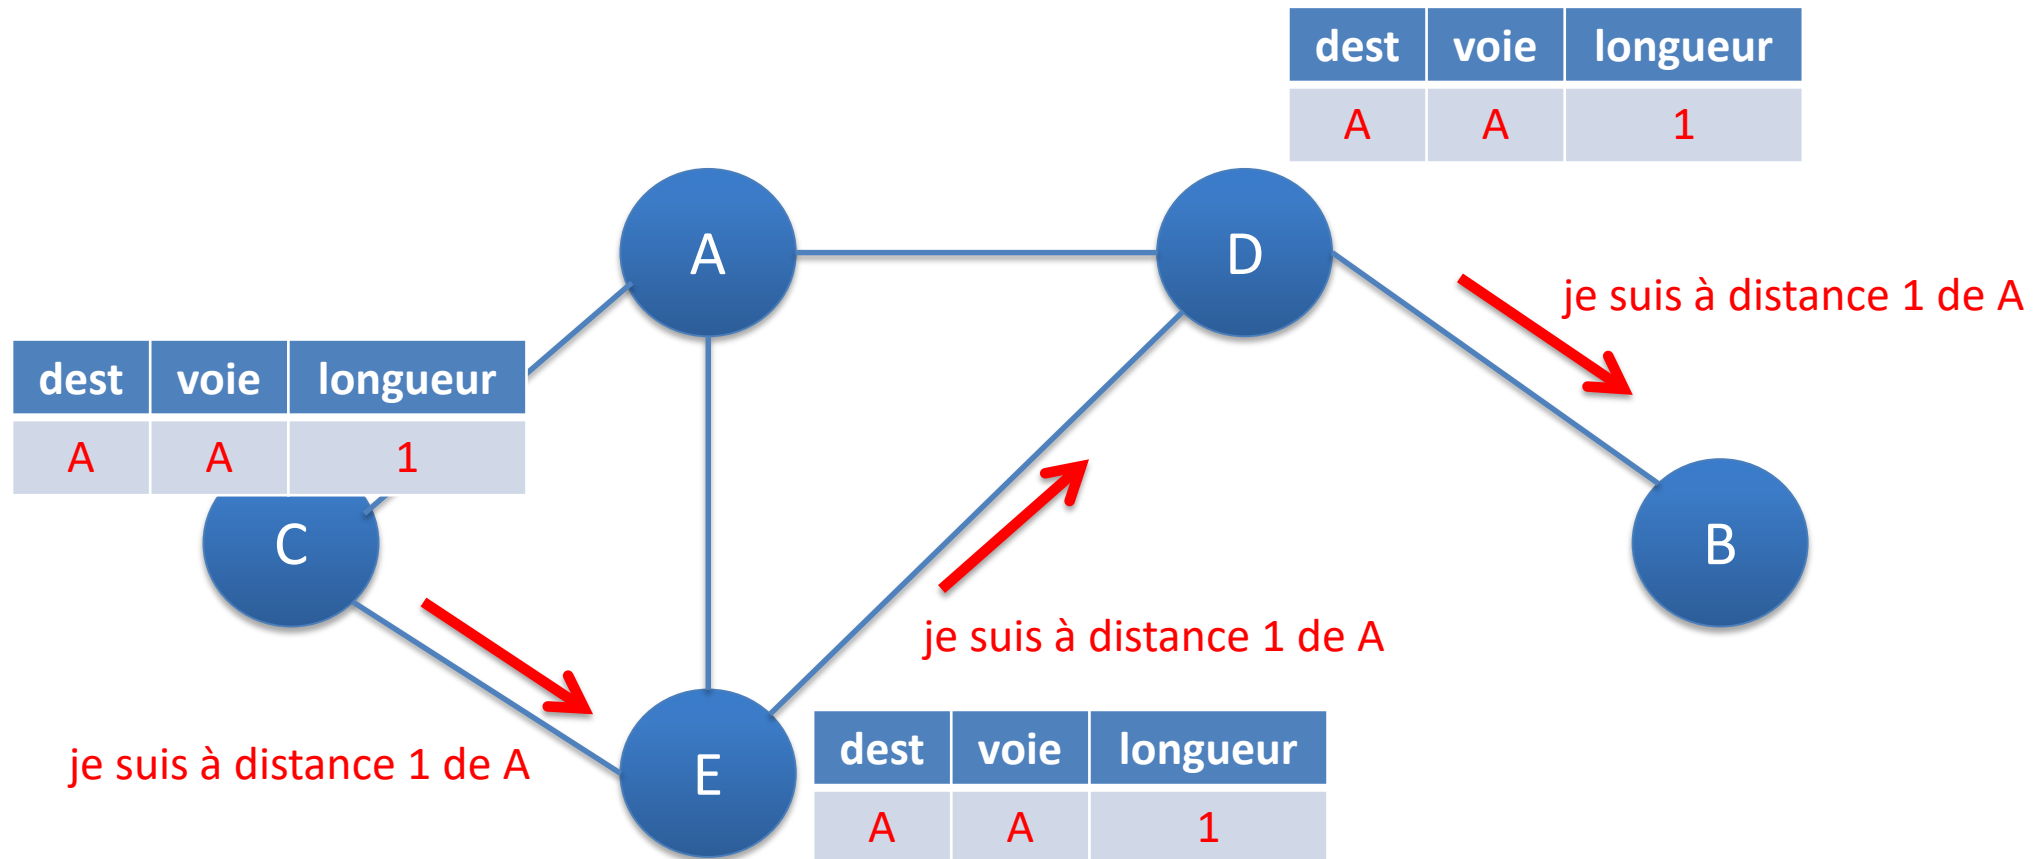 dest voie longueur
A A 1
A
D
je suis à distance 1 de A
dest voie longueur
A A 1
C
B
je suis à distance 1 de A
je suis à distance 1 de A
E
dest voie longueur
A A 1